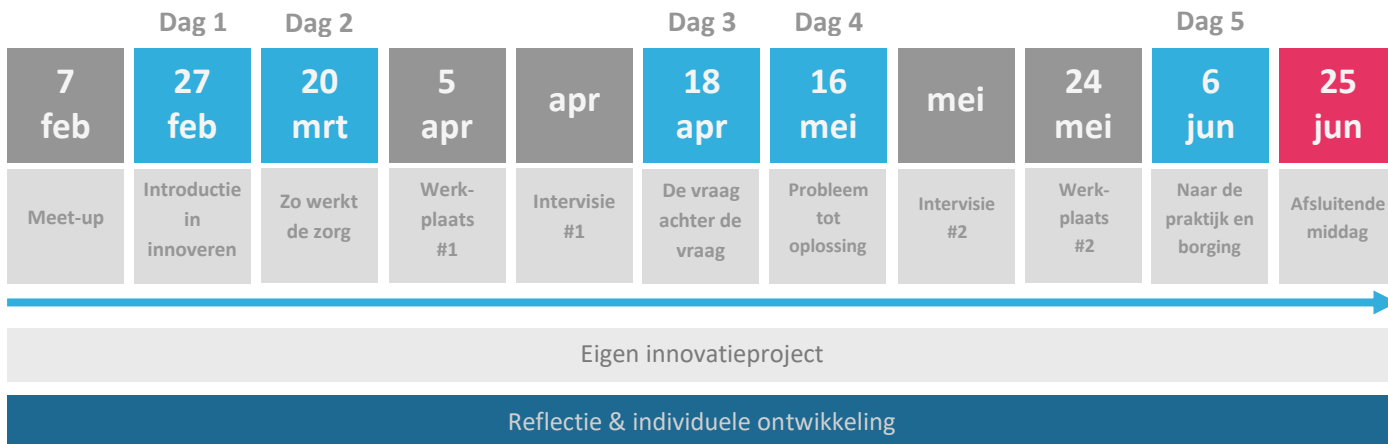 Dag 1
Dag 2
Dag 3
Dag 4
Dag 5
7
feb
27
feb
20
mrt
5
apr
apr
18
apr
16
mei
mei
24
mei
6
jun
25
jun
Meet-up
Introductie
in
innoveren
Zo werkt
de zorg
Werk-
plaats
#1
Intervisie
#1
De vraag
achter de
vraag
Probleem
tot
oplossing
Intervisie
#2
Werk-
plaats
#2
Naar de
praktijk en
borging
Afsluitende
middag
Eigen innovatieproject
Reflectie & individuele ontwikkeling